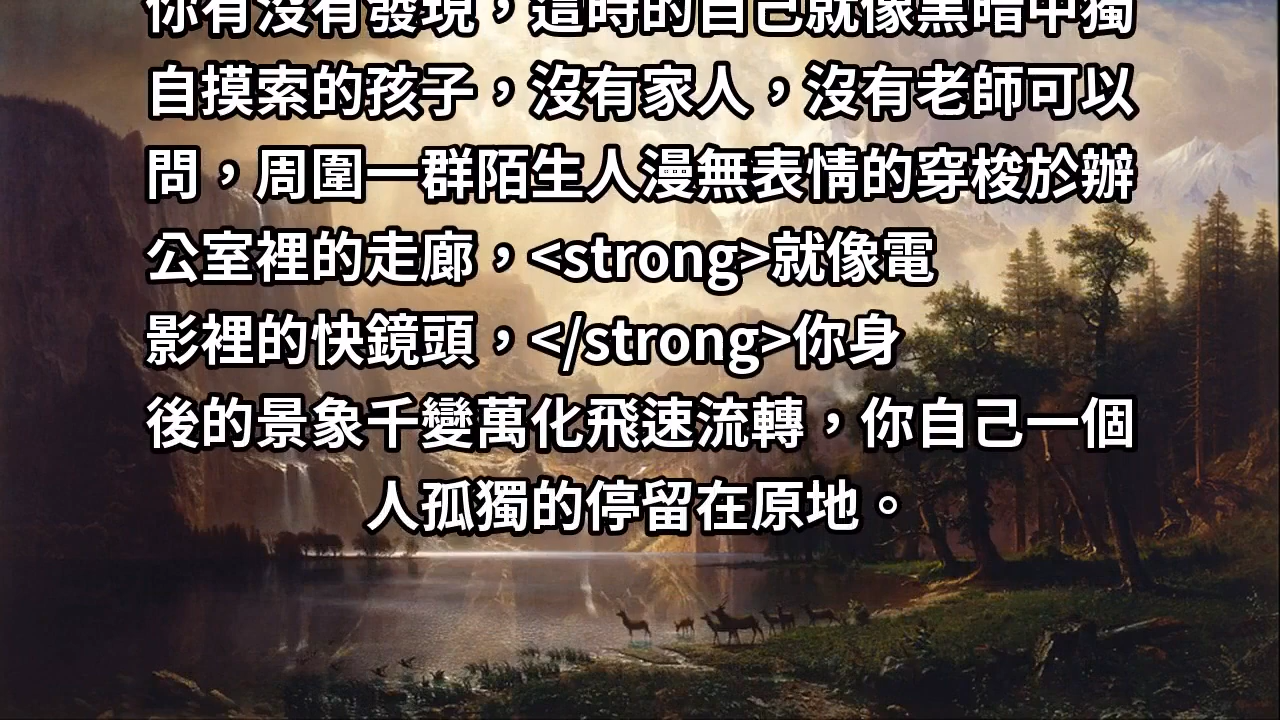 你有沒有發現，這時的自己就像黑暗中獨
自摸索的孩子，沒有家人，沒有老師可以
問，周圍一群陌生人漫無表情的穿梭於辦
公室裡的走廊，<strong>就像電
影裡的快鏡頭，</strong>你身
後的景象千變萬化飛速流轉，你自己一個
人孤獨的停留在原地。